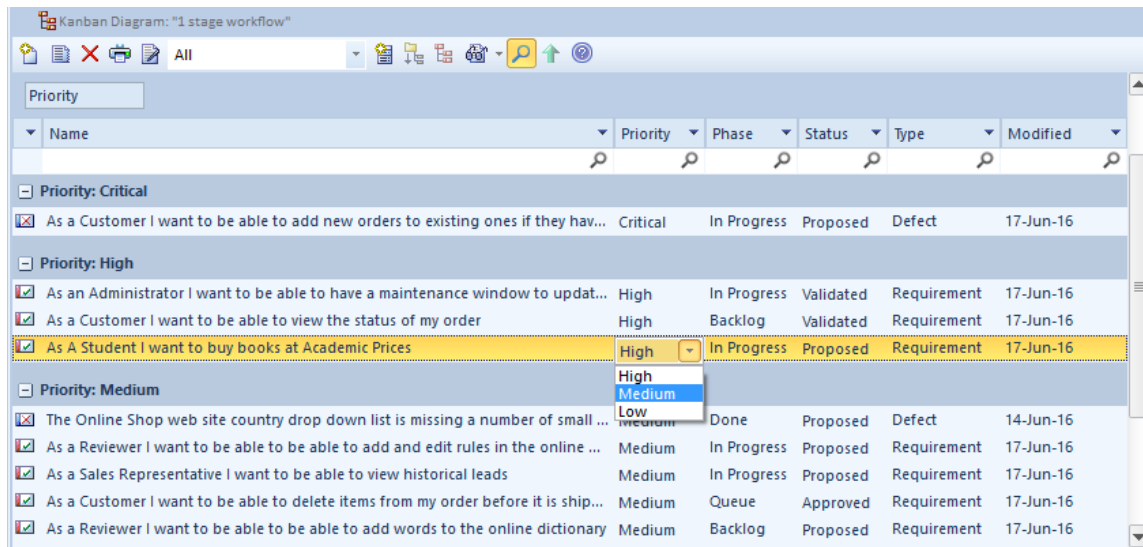 Kanban Diagram: "1 stage workflow"
All
Priority
Name Priority Phase Status Type Modified
Priority: Critical
As a Customer I want to be able to add new orders to existing ones if they hav... Critical In Progress Proposed Defect 17-Jun-16
Priority: High
As an Administrator I want to be able to have a maintenance window to updat... High In Progress Validated Requirement 17-Jun-16
As a Customer I want to be able to view the status of my order High Backlog Validated Requirement 17-Jun-16
As A Student I want to buy books at Academic Prices High In Progress Proposed Requirement 17-Jun-16
High
Priority: Medium
Medium
Low
The Online Shop web site country drop down list is missing a number of small ... Medium Done Proposed Defect 14-Jun-16
As a Reviewer I want to be able to be able to add and edit rules in the online ... Medium In Progress Proposed Requirement 17-Jun-16
As a Sales Representative I want to be able to view historical leads Medium In Progress Proposed Requirement 17-Jun-16
As a Customer I want to be able to delete items from my order before it is ship... Medium Queue Approved Requirement 17-Jun-16
As a Reviewer I want to be able to be able to add words to the online dictionary Medium Backlog Proposed Requirement 17-Jun-16